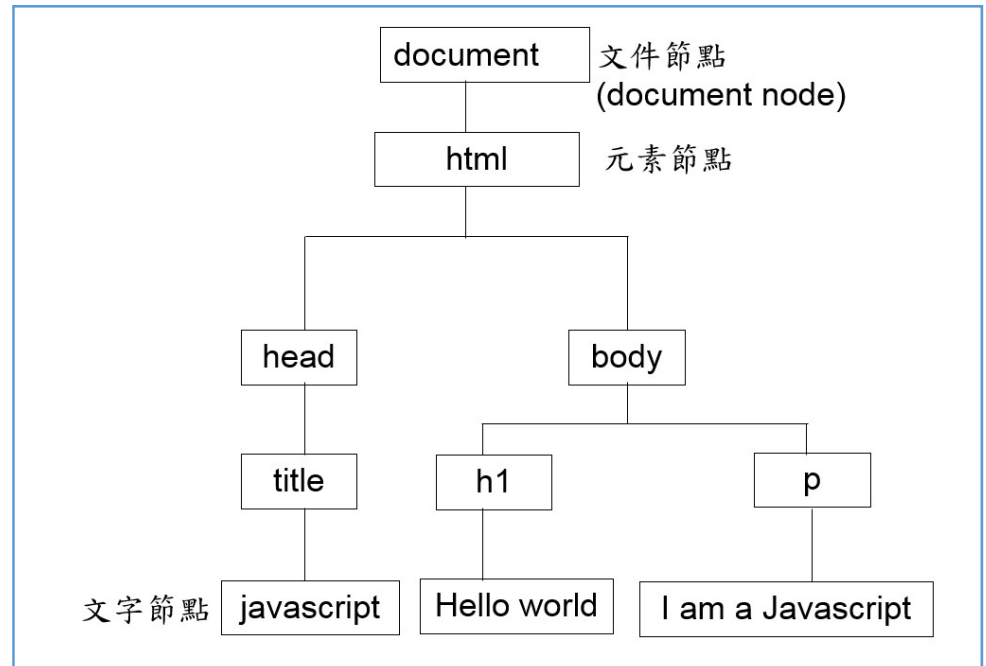 document
文件節點
(document node)
html
元素節點
head
body
title
h1
p
文字節點
javascript
Hello world
I am a Javascript